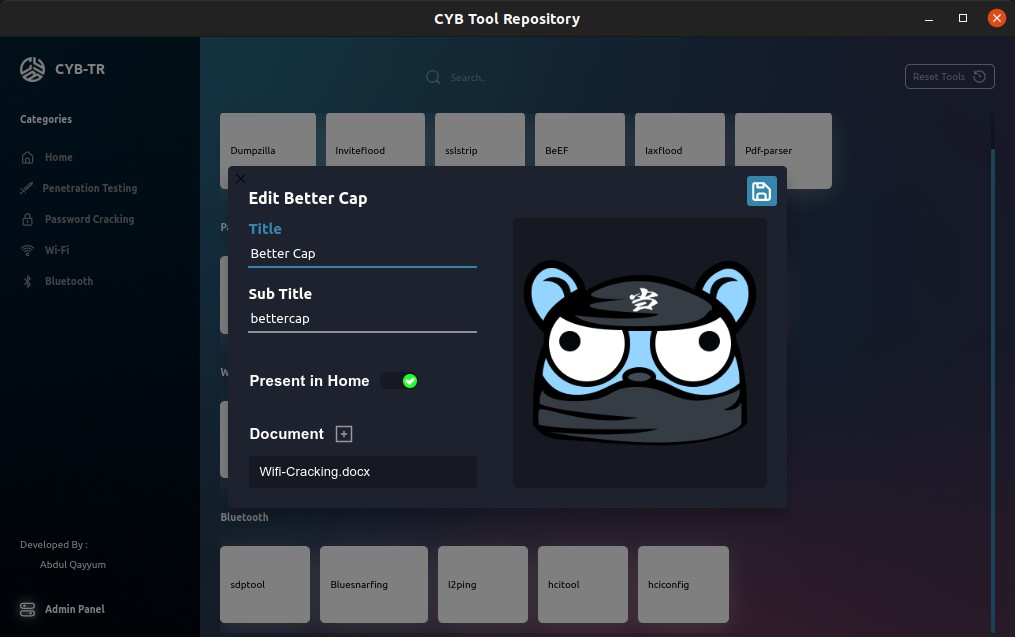 CYB Tool Repository
CYB-TR
Search..
Reset Tools
Categories
Home
Penetration Testing
Password Cracking
Wi-Fi
Bluetooth
Dumpzilla
Inviteflood
sslstrip
BeEF
Iaxflood
Pdf-parser
Edit Better Cap
Title
Better Cap
Sub Title
bettercap
Present in Home
Document
Wifi-Cracking.docx
Bluetooth
sdptool
Bluesnarfing
l2ping
hcitool
hciconfig
Developed By :
Abdul Qayyum
Admin Panel